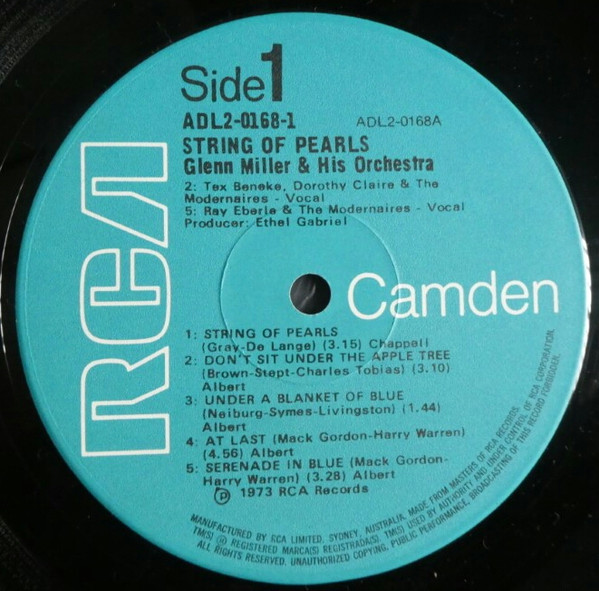 Side 1
ADL2-0168-1
ADL2-0168A
STRING OF PEARLS
Glenn Miller & His Orchestra
2: Tex Beneke, Dorothy Claire & The
Modernaires - Vocal
5: Ray Eberle & The Modernaires - Vocal
Producer: Ethel Gabriel
RCA
Camden
1: STRING OF PEARLS
(Gray-De Lange) (3.15) Chappell
2: DON'T SIT UNDER THE APPLE TREE
(Brown-Stept-Charles Tobias) (3.10)
Albert
3: UNDER A BLANKET OF BLUE
(Neiburg-Symes-Livingston) (1.44)
Albert
4: AT LAST (Mack Gordon-Harry Warren)
(4.56) Albert
5: SERENADE IN BLUE (Mack Gordon-
Harry Warren) (3.28) Albert
℗ 1973 RCA Records
MANUFACTURED BY RCA LIMITED, SYDNEY, AUSTRALIA, MADE FROM MASTERS OF RCA RECORDS.
TM(S) ® REGISTERED MARCA(S) REGISTRADA(S). TM(S) USED BY AUTHORITY AND UNDER CONTROL OF RCA CORPORATION.
ALL RIGHTS RESERVED. UNAUTHORIZED COPYING, PUBLIC PERFORMANCE, BROADCASTING OF THIS RECORD FORBIDDEN.